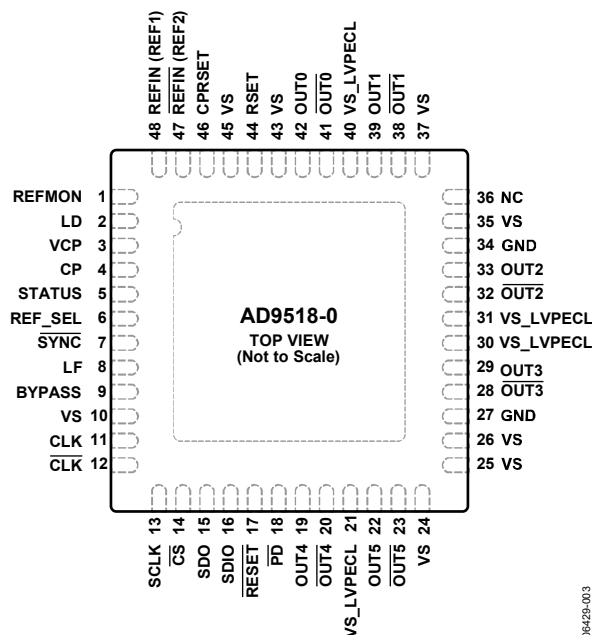 48 REFIN (REF1)
47 REFIN (REF2)
46 CPRSET
45 VS
44 RSET
43 VS
42 OUT0
41 OUT0
40 VS_LVPECL
39 OUT1
38 OUT1
37 VS
REFMON 1
LD 2
VCP 3
CP 4
STATUS 5
REF_SEL 6
SYNC 7
LF 8
BYPASS 9
VS 10
CLK 11
CLK 12
AD9518-0
TOP VIEW
(Not to Scale)
36 NC
35 VS
34 GND
33 OUT2
32 OUT2
31 VS_LVPECL
30 VS_LVPECL
29 OUT3
28 OUT3
27 GND
26 VS
25 VS
SCLK 13
CS 14
SDO 15
SDIO 16
RESET 17
PD 18
OUT4 19
OUT4 20
VS_LVPECL 21
OUT5 22
OUT5 23
VS 24
06429-003